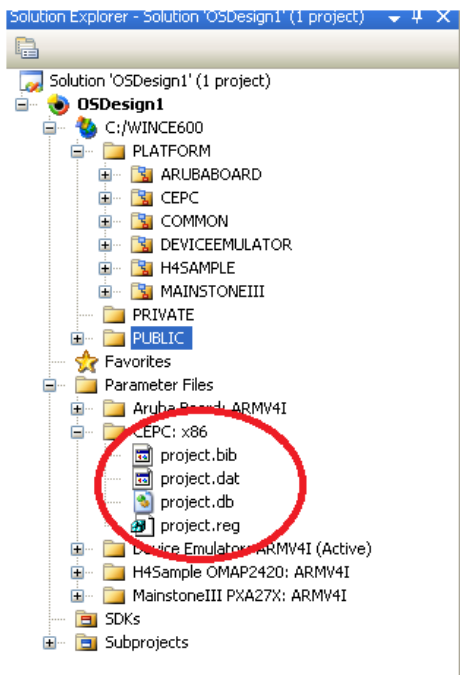 Solution Explorer - Solution 'OSDesign1' (1 project)
Solution 'OSDesign1' (1 project)
OSDesign1
C:/WINCE600
PLATFORM
ARUBABOARD
CEPC
COMMON
DEVICEEMULATOR
H4SAMPLE
MAINSTONEIII
PRIVATE
PUBLIC
Favorites
Parameter Files
Aruba Board: ARMV4I
CEPC: x86
project.bib
project.dat
project.db
project.reg
Device Emulator: ARMV4I (Active)
H4Sample OMAP2420: ARMV4I
MainstoneIII PXA27X: ARMV4I
SDKs
Subprojects